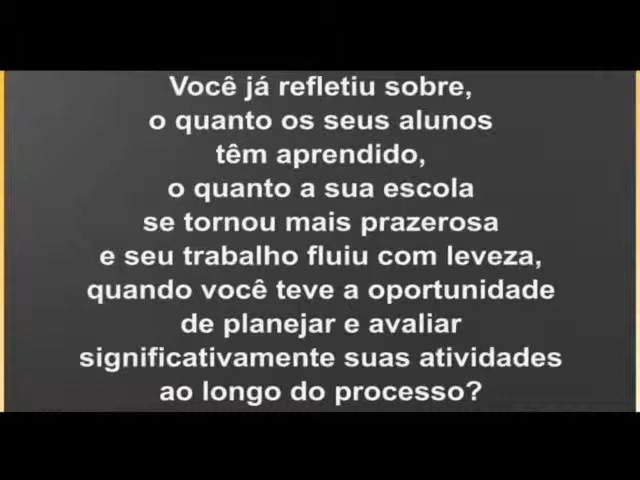 Você já refletiu sobre,
o quanto os seus alunos
têm aprendido,
o quanto a sua escola
se tornou mais prazerosa
e seu trabalho fluiu com leveza,
quando você teve a oportunidade
de planejar e avaliar
significativamente suas atividades
ao longo do processo?